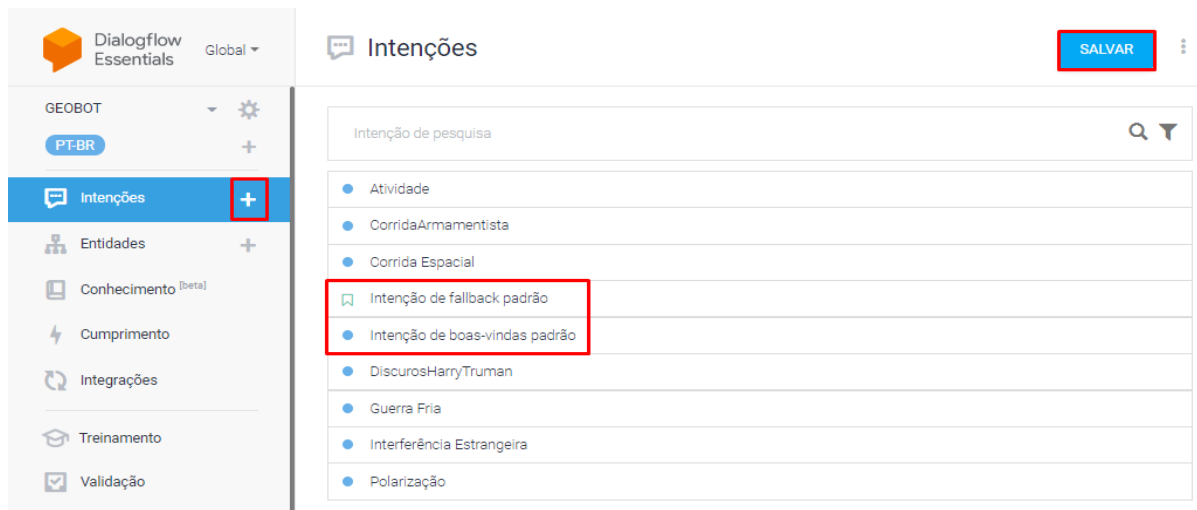 Dialogflow
Essentials
Global
Intenções
SALVAR
GEOBOT
PT-BR
Intenção de pesquisa
Intenções
Atividade
CorridaArmamentista
Entidades
Corrida Espacial
Conhecimento [beta]
Intenção de fallback padrão
Cumprimento
Intenção de boas-vindas padrão
Integrações
DiscurosHarryTruman
Guerra Fria
Treinamento
Interferência Estrangeira
Validação
Polarização